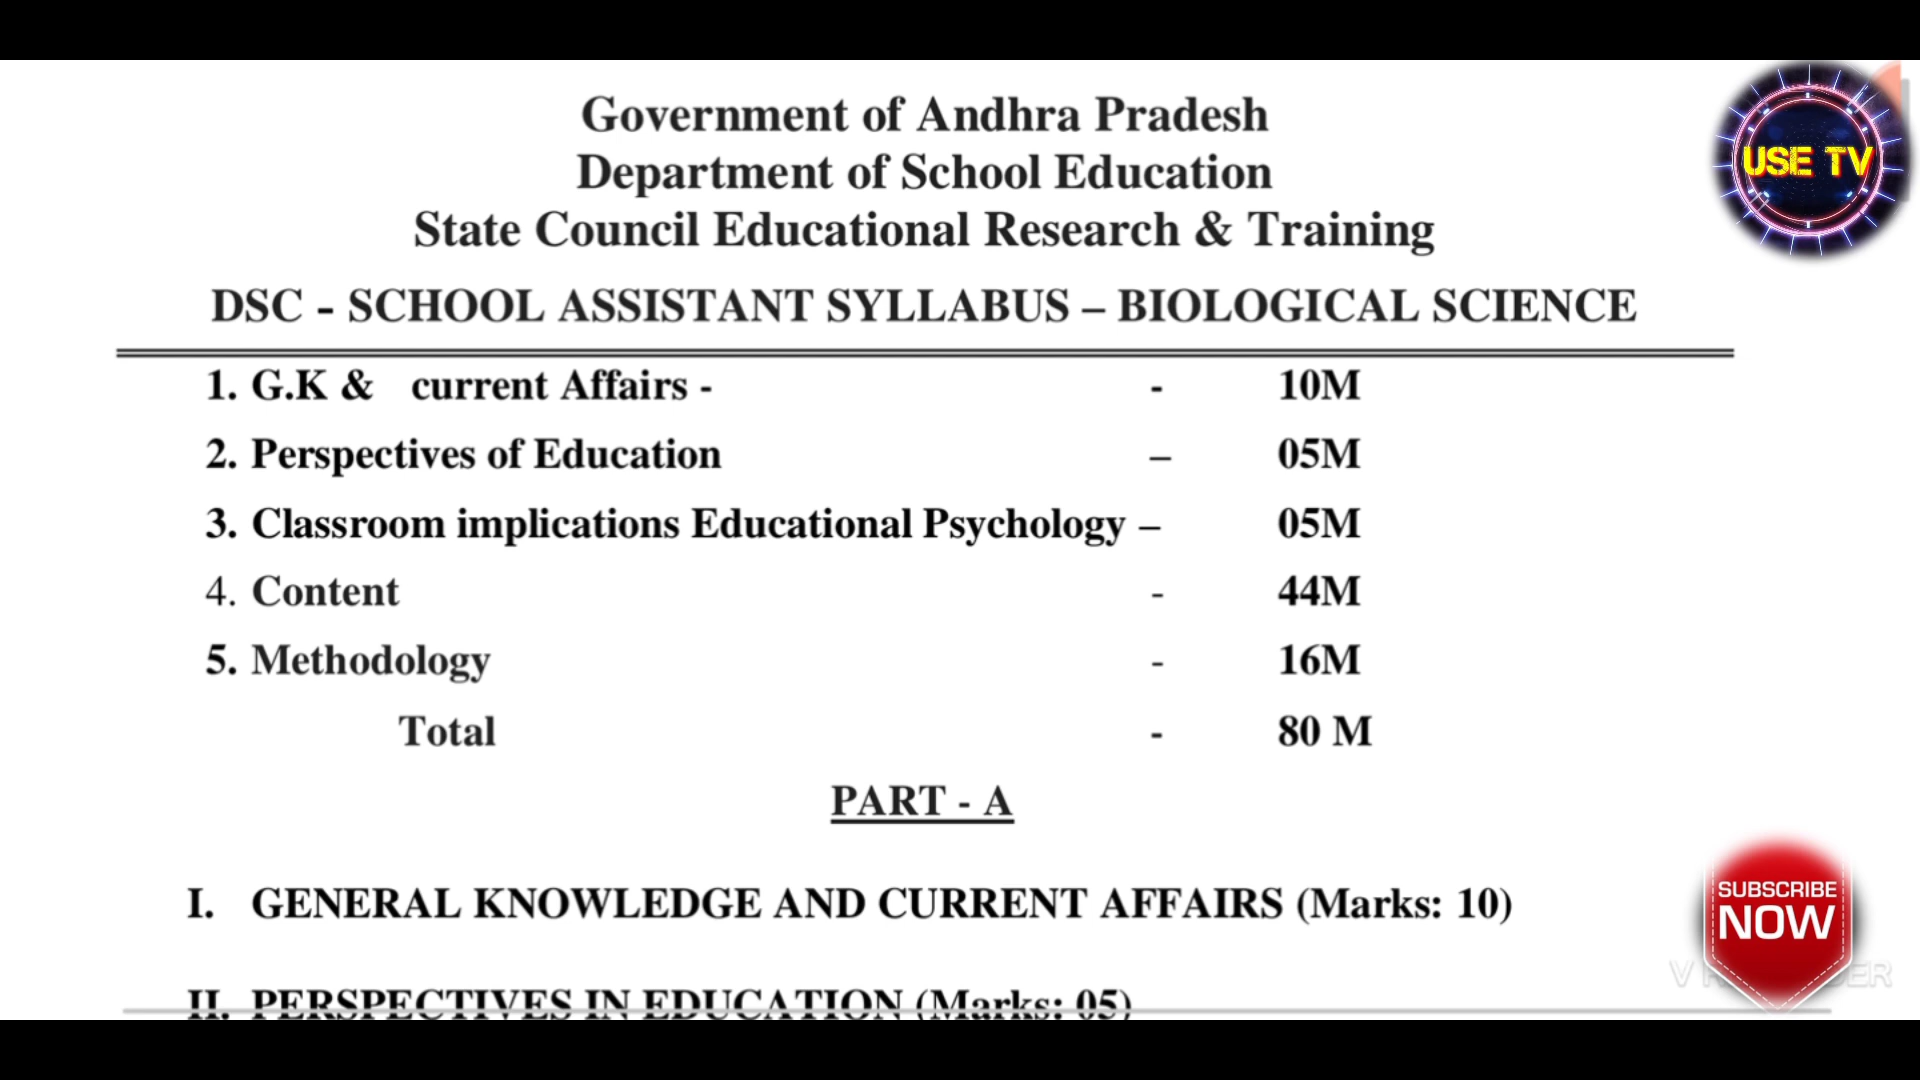 Government of Andhra Pradesh
Department of School Education
State Council Educational Research & Training
DSC - SCHOOL ASSISTANT SYLLABUS – BIOLOGICAL SCIENCE
1. G.K & current Affairs - - 10M
2. Perspectives of Education – 05M
3. Classroom implications Educational Psychology – 05M
4. Content - 44M
5. Methodology - 16M
Total - 80 M
PART - A
I. GENERAL KNOWLEDGE AND CURRENT AFFAIRS (Marks: 10)
II. PERSPECTIVES IN EDUCATION (Marks: 05)
USE TV
SUBSCRIBE
NOW